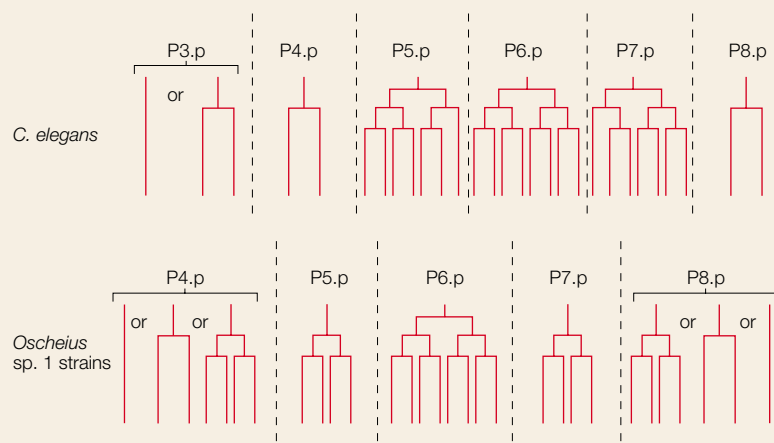 P3.p P4.p P5.p P6.p P7.p P8.p
or
C. elegans
P4.p P5.p P6.p P7.p P8.p
or or or or
Oscheius
sp. 1 strains